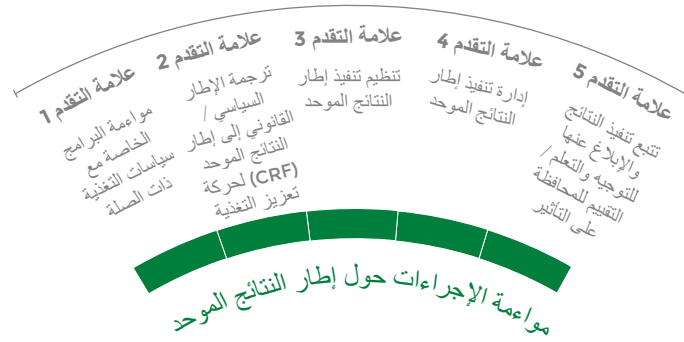 علامة التقدم 1
مواءمة البرامج
الخاصة مع
سياسات التغذية
ذات الصلة
علامة التقدم 2
ترجمة الإطار
السياسي /
القانوني إلى إطار
النتائج الموحد
(CRF) لحركة
تعزيز التغذية
علامة التقدم 3
تنظيم تنفيذ إطار
النتائج الموحد
علامة التقدم 4
إدارة تنفيذ إطار
النتائج الموحد
علامة التقدم 5
تتبع تنفيذ النتائج
والإبلاغ عنها
للتوجيه والتعلم /
التقييم للمحافظة
على التأثير
مواءمة الإجراءات حول إطار النتائج الموحد